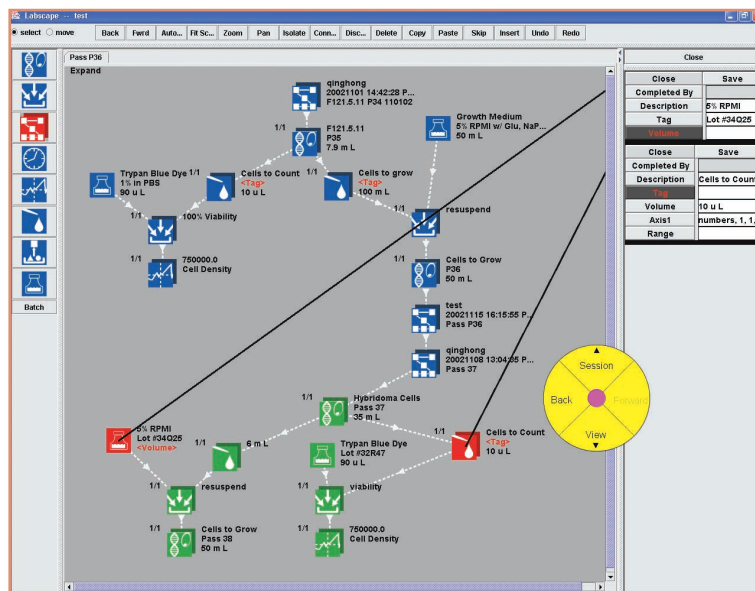 Labscape -- test
select move Back Fwrd Auto... Fit Sc... Zoom Pan Isolate Conn... Disc... Delete Copy Paste Skip Insert Undo Redo
Pass P36
Expand
Close
qinghong
20021101 14:42:28 P...
F121.5.11 P34 110102
Close Save
Completed By
Description 5% RPMI
Tag Lot #34Q25
Volume
Growth Medium
5% RPMI w/ Glu, NaP...
50 m L
1/1
F121.5.11
P35
7.9 m L
Close Save
Completed By
Description Cells to Count
Tag
Volume 10 u L
Axis1 numbers, 1, 1,
Range
Trypan Blue Dye
1% in PBS
90 u L
1/1
Cells to Count
<Tag>
10 u L
1/1
Cells to grow
<Tag>
100 m L
1/1
100% Viability
1/1
resuspend
1/1
750000.0
Cell Density
1/1
Cells to Grow
P36
50 m L
Batch
test
20021115 16:15:55 P...
Pass P36
qinghong
20021108 13:04:05 P...
Pass 37
Session
Back
Forward
View
1/1
Hybridoma Cells
Pass 37
35 m L
5% RPMI
Lot #34Q25
<Volume>
1/1
6 m L
Trypan Blue Dye
Lot #32R47
90 u L
1/1
Cells to Count
<Tag>
10 u L
1/1
resuspend
1/1
viability
1/1
Cells to Grow
Pass 38
50 m L
1/1
750000.0
Cell Density